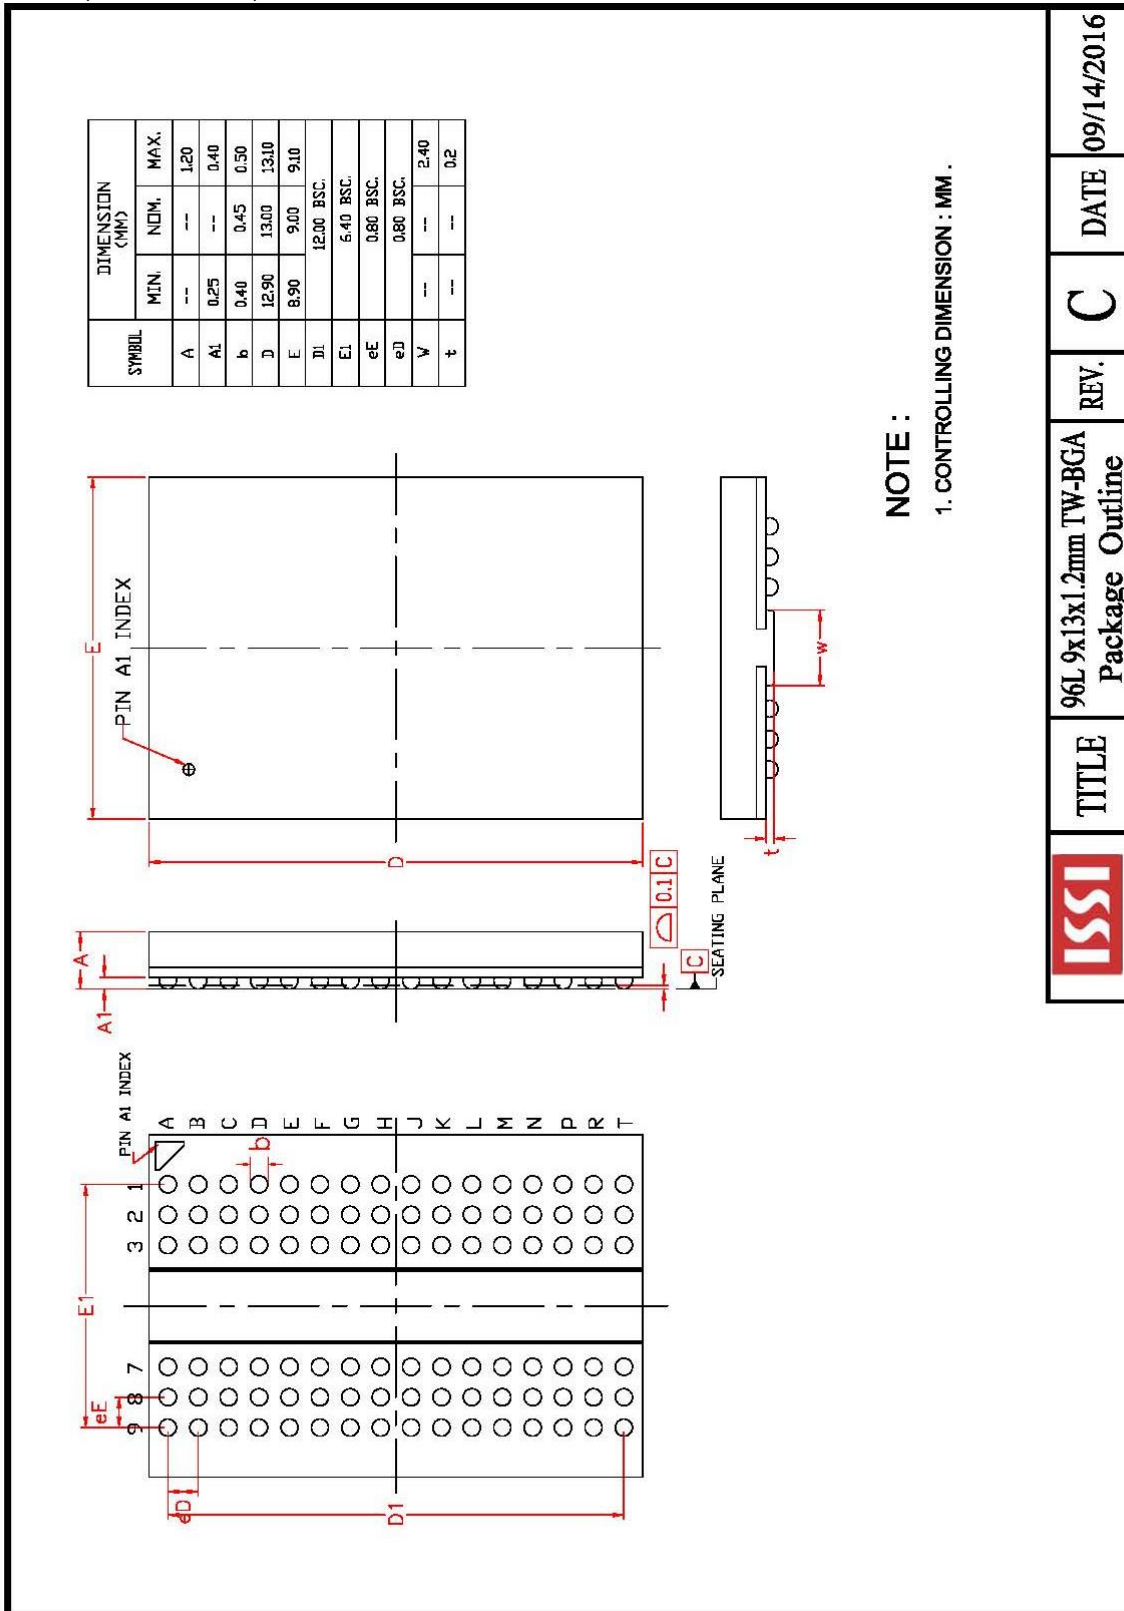 SYMBOL DIMENSION (MM)
MIN. NOM. MAX.
A -- -- 1.20
A1 0.25 -- 0.40
b 0.40 0.45 0.50
D 12.90 13.00 13.10
E 8.90 9.00 9.10
D1 12.00 BSC.
E1 6.40 BSC.
eE 0.80 BSC.
eD 0.80 BSC.
W -- -- 2.40
t -- -- 0.2
PIN A1 INDEX
A B C D E F G H J K L M N P R T
9 8 7 3 2 1
E1
eE
eD
D1
b
A
A1
0.1 C
C
SEATING PLANE
PIN A1 INDEX
E
D
t
w
NOTE :
1. CONTROLLING DIMENSION : MM .
ISSI
TITLE
96L 9x13x1.2mm TW-BGA
Package Outline
REV.
C
DATE
09/14/2016